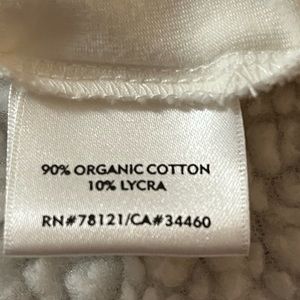 90% ORGANIC COTTON
10% LYCRA
RN#78121/CA#34460